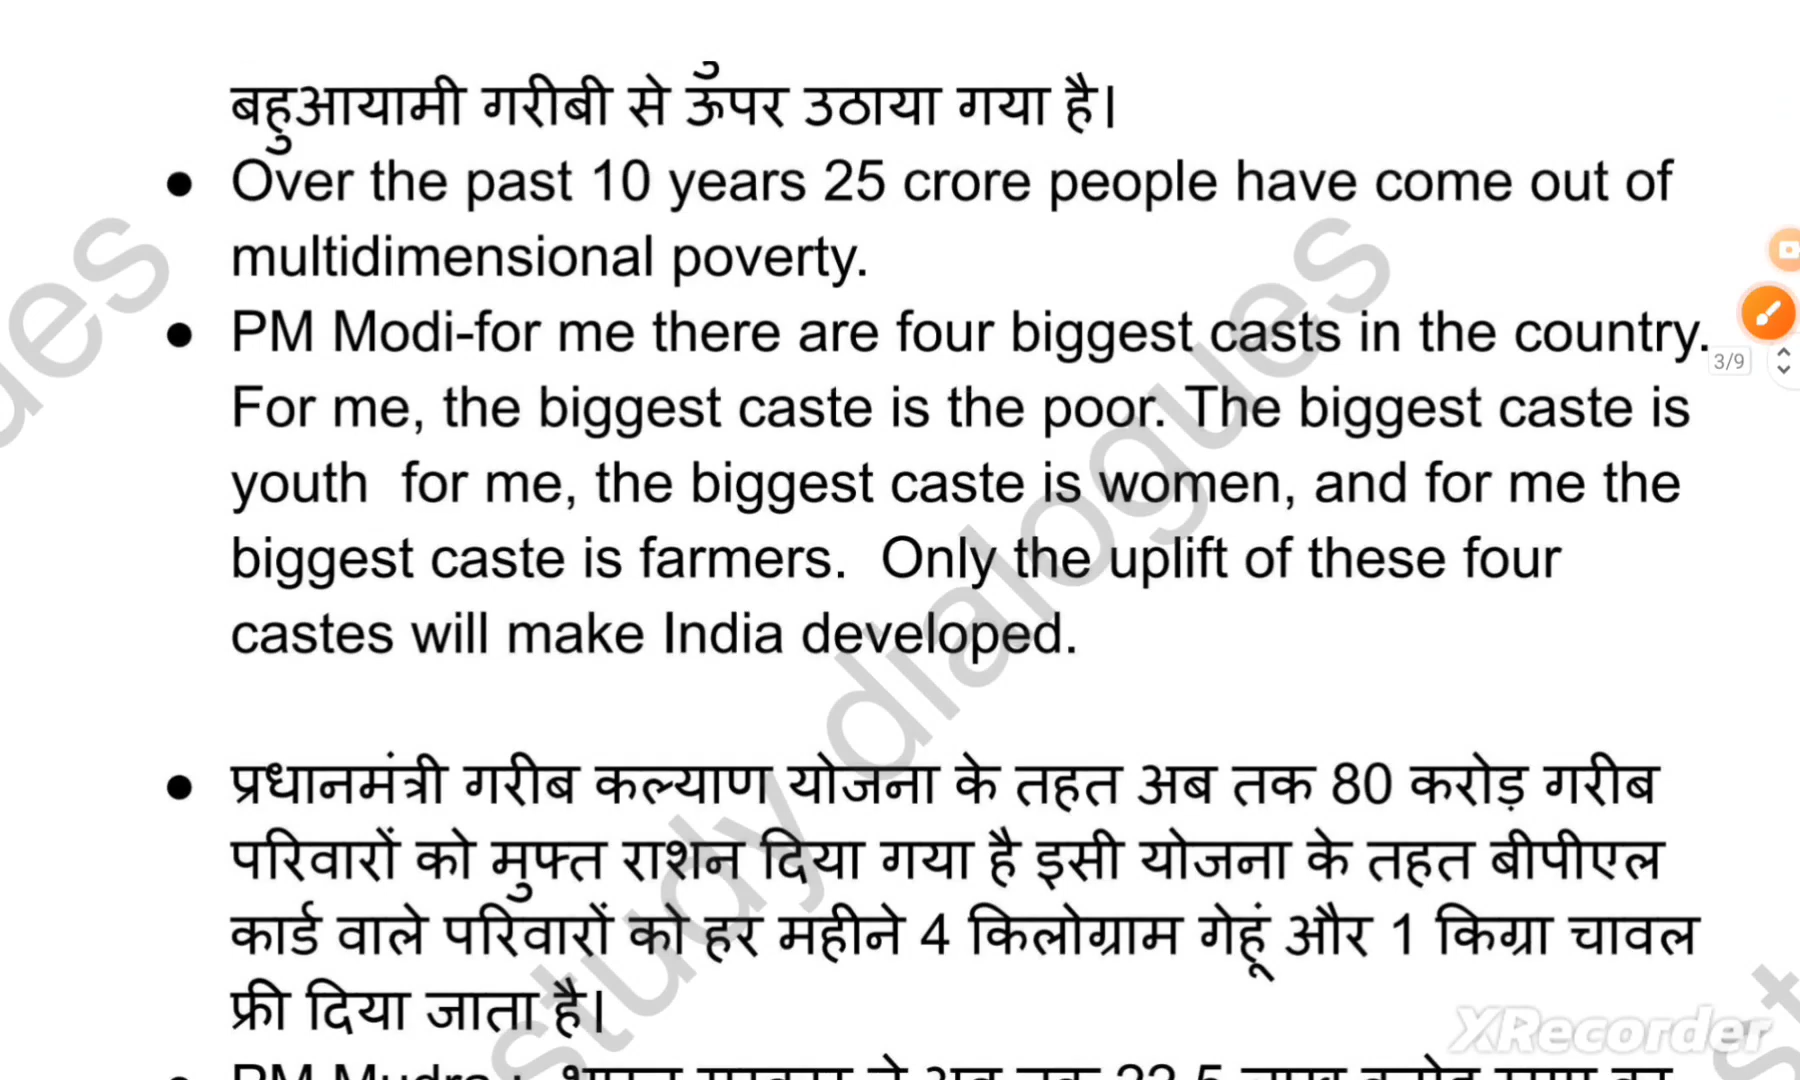 बहुआयामी गरीबी से ऊपर उठाया गया है।
● Over the past 10 years 25 crore people have come out of
multidimensional poverty.
● PM Modi-for me there are four biggest casts in the country.
3/9
For me, the biggest caste is the poor. The biggest caste is
youth for me, the biggest caste is women, and for me the
biggest caste is farmers. Only the uplift of these four
castes will make India developed.
● प्रधानमंत्री गरीब कल्याण योजना के तहत अब तक 80 करोड़ गरीब
परिवारों को मुफ्त राशन दिया गया है इसी योजना के तहत बीपीएल
कार्ड वाले परिवारों को हर महीने 4 किलोग्राम गेहूं और 1 किग्रा चावल
फ्री दिया जाता है।
study dialogues
ues
st
XRecorder